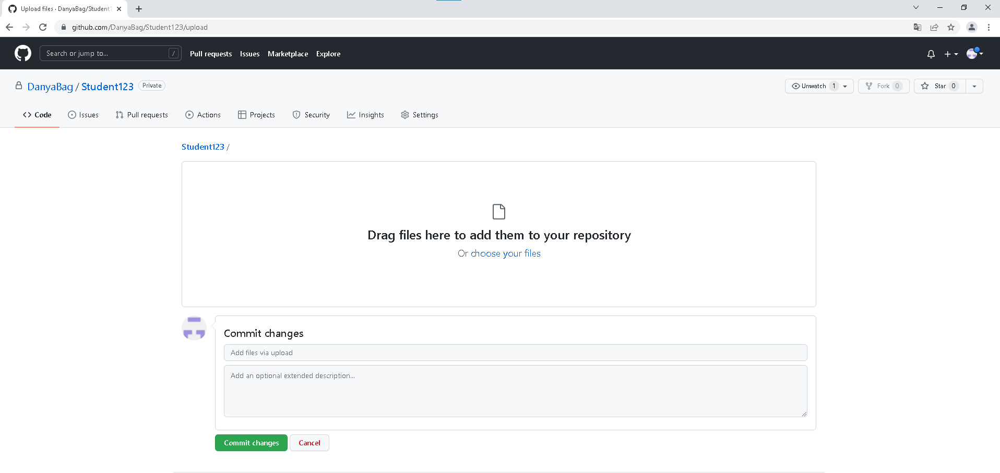 Upload files · DanyaBag/Student1
github.com/DanyaBag/Student123/upload
Search or jump to... /
Pull requests Issues Marketplace Explore
DanyaBag / Student123 Private
Unwatch 1 Fork 0 Star 0
Code Issues Pull requests Actions Projects Security Insights Settings
Student123 /
Drag files here to add them to your repository
Or choose your files
Commit changes
Add files via upload
Add an optional extended description...
Commit changes Cancel